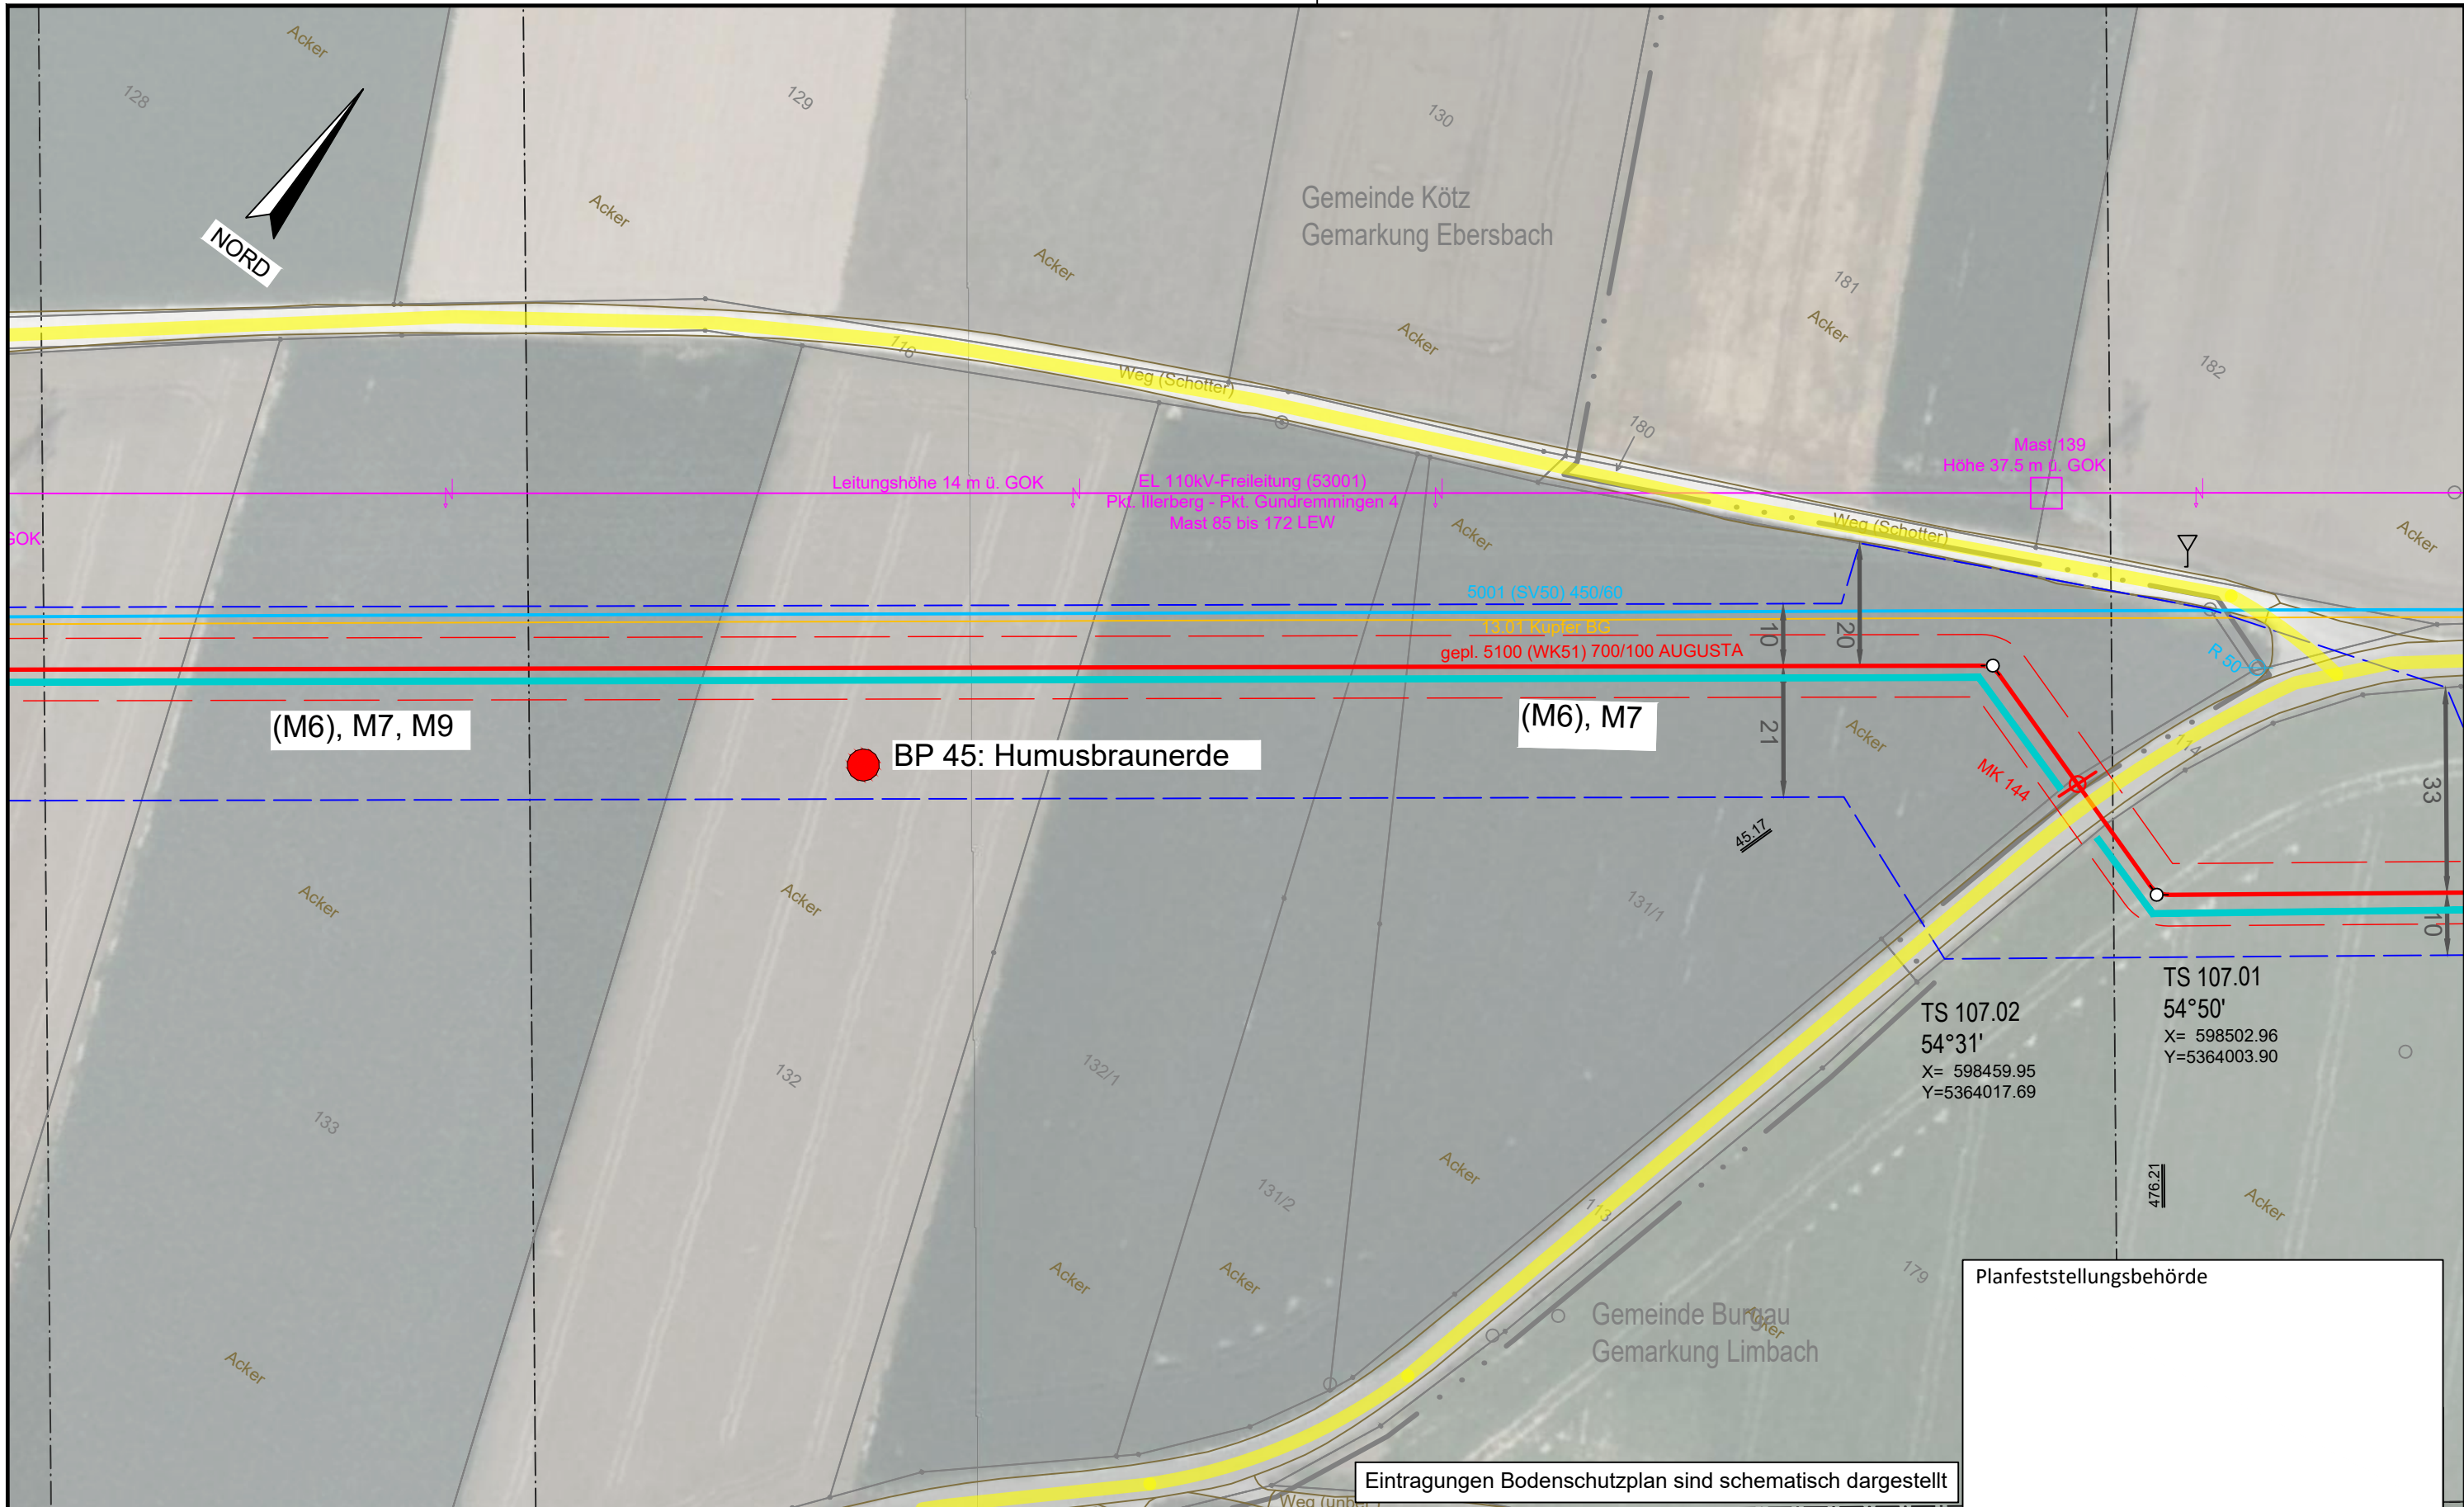 Acker
128
129
130
NORD
Acker
Gemeinde Kötz
Gemarkung Ebersbach
Acker
181
Acker
Acker
182
116
Weg (Schotter)
180
Mast 139
Höhe 37.5 m ü. GOK
Leitungshöhe 14 m ü. GOK
EL 110kV-Freileitung (53001)
Pkt. Illerberg - Pkt. Gundremmingen 4
Mast 85 bis 172 LEW
GOK
Acker
Weg (Schotter)
Acker
5001 (SV50) 450/60
13.01 Kupfer BG
gepl. 5100 (WK51) 700/100 AUGUSTA
10
20
R 50
(M6), M7, M9
(M6), M7
21
Acker
114
BP 45: Humusbraunerde
MK 144
33
45.17
Acker
Acker
131/1
10
TS 107.01
54°50'
X= 598502.96
Y=5364003.90
TS 107.02
54°31'
X= 598459.95
Y=5364017.69
132
132/1
133
Acker
131/2
113
476.21
Acker
Acker
Acker
179
Planfeststellungsbehörde
Gemeinde Burgau
Acker
Gemarkung Limbach
Acker
Eintragungen Bodenschutzplan sind schematisch dargestellt
Weg